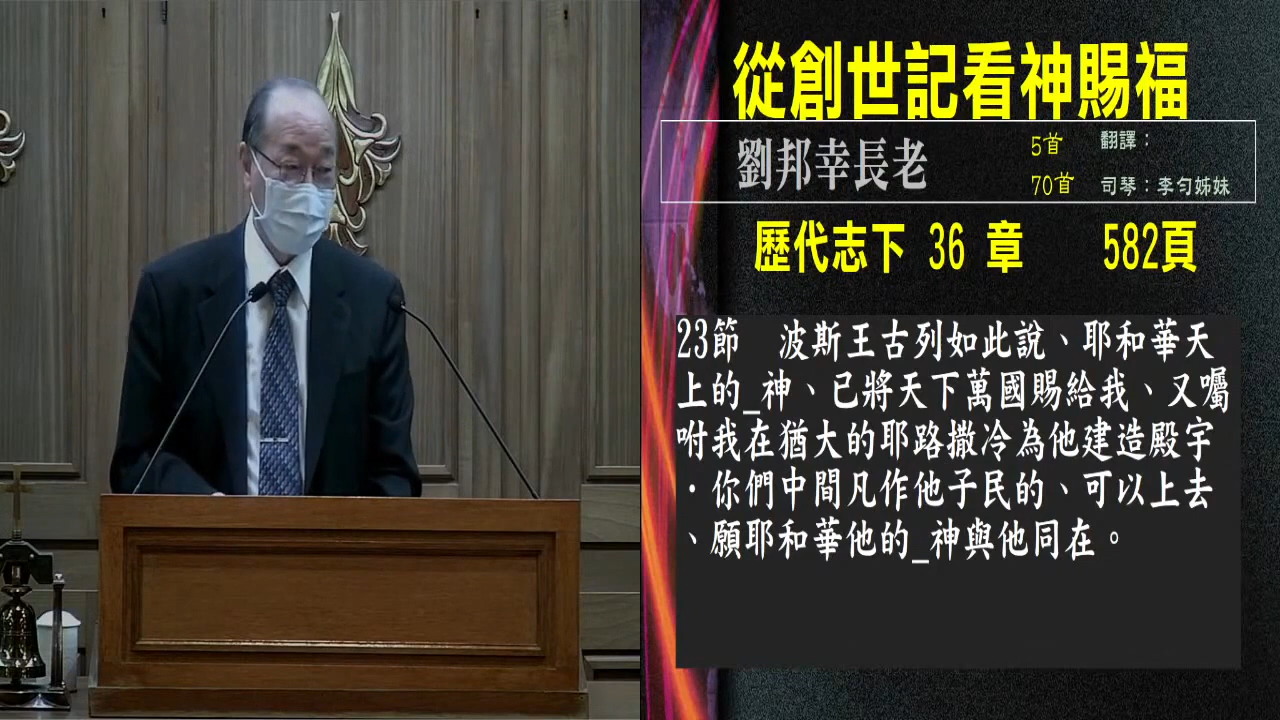 從創世記看神賜福
劉邦幸長老
5首
翻譯：
70首
司琴：李勻姊妹
歷代志下 36 章 582頁
23節　波斯王古列如此說、耶和華天
上的_神、已將天下萬國賜給我、又囑
咐我在猶大的耶路撒冷為他建造殿宇
．你們中間凡作他子民的、可以上去
、願耶和華他的_神與他同在。